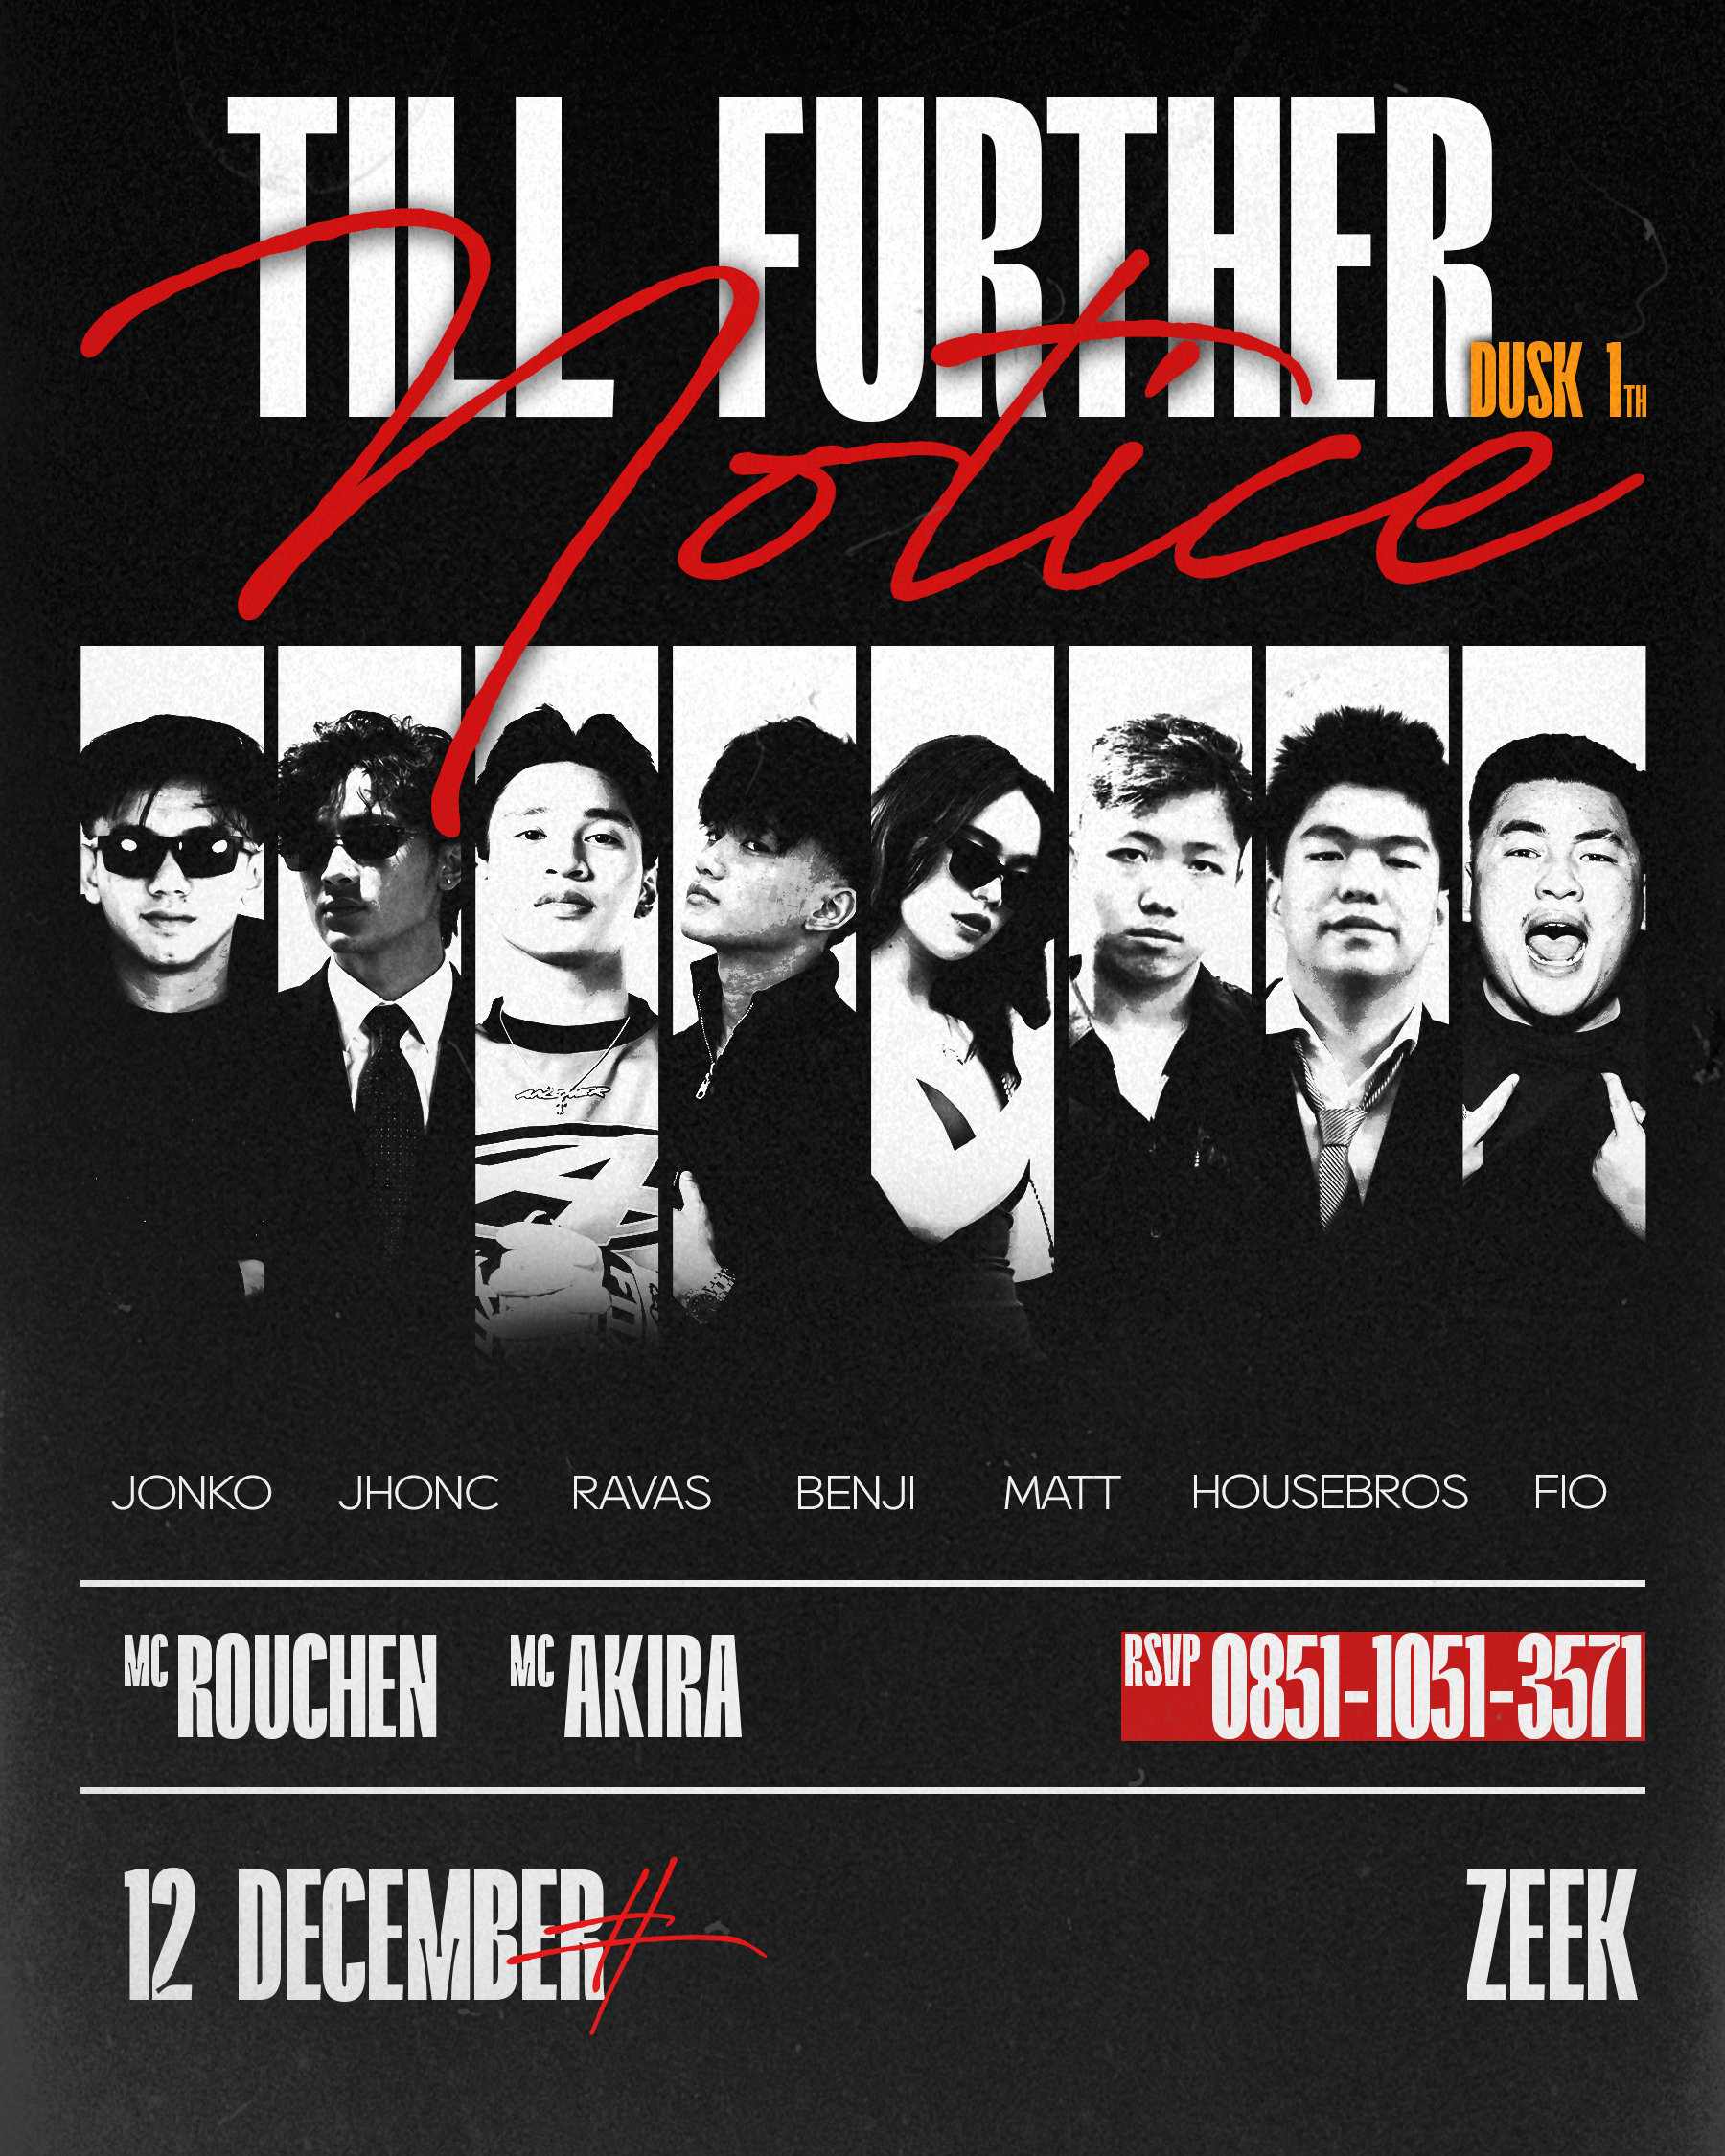 TILL FURTHER
Notice
DUSK 1TH
JONKO JHONC RAVAS BENJI MATT HOUSEBROS FIO
MC ROUCHEN MC AKIRA RSVP 0851-1051-3571
12 DECEMBER ZEEK